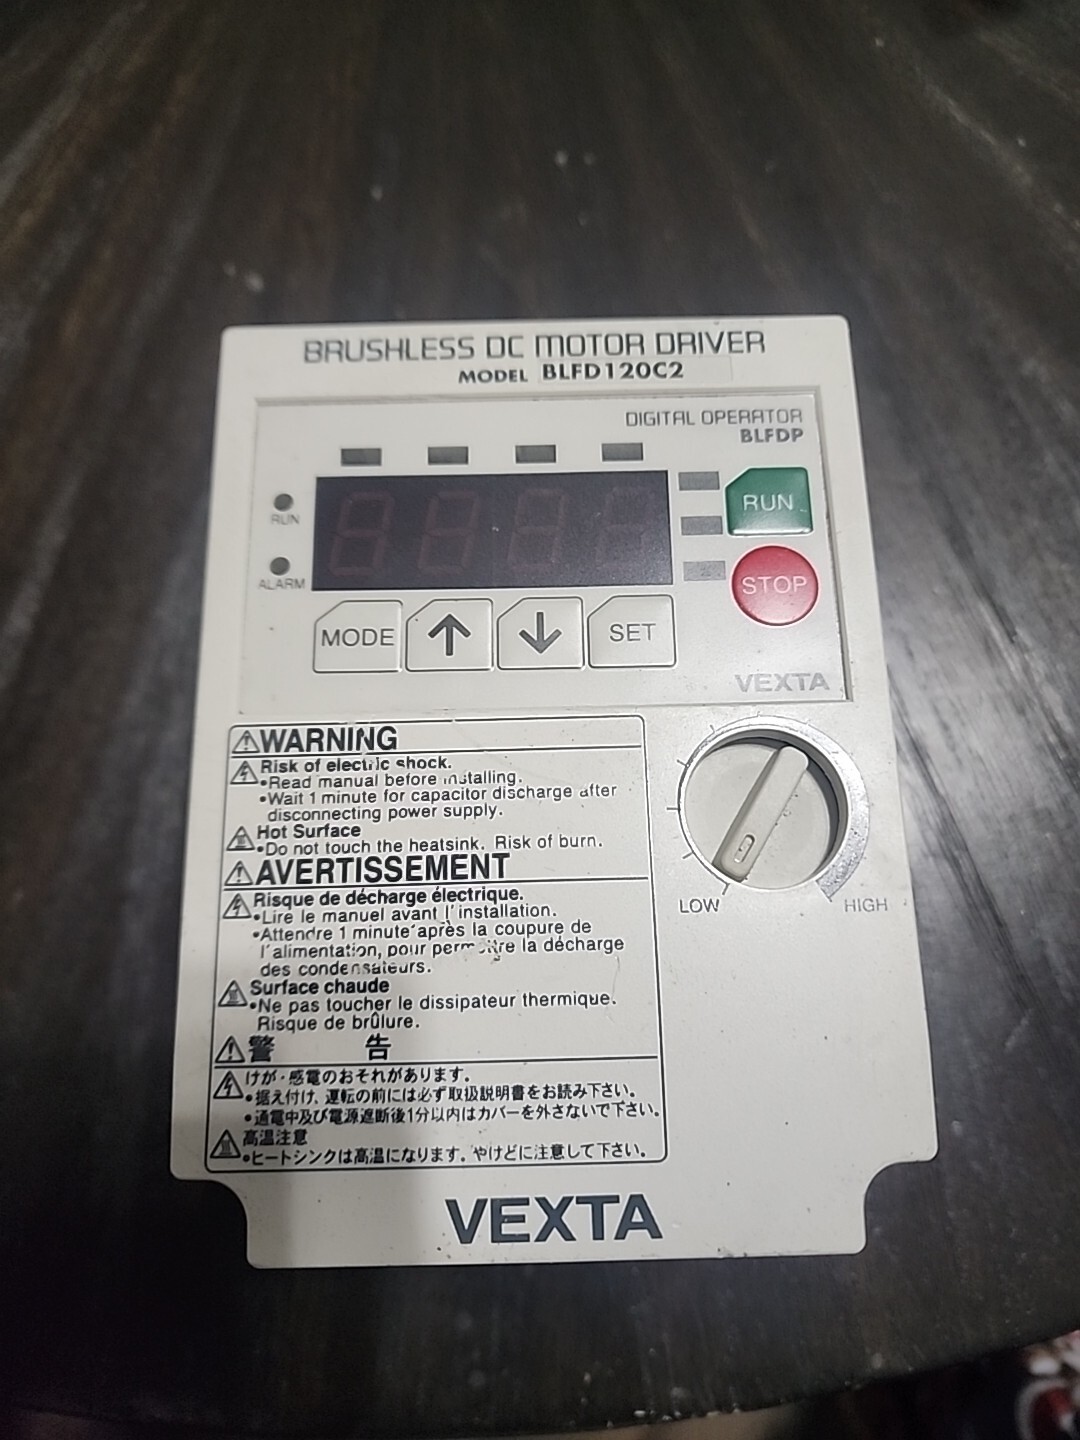 BRUSHLESS DC MOTOR DRIVER
MODEL BLFD120C2
DIGITAL OPERATOR
BLFDP
RUN
RUN
ALARM
STOP
MODE ↑ ↓ SET
VEXTA
WARNING
Risk of electric shock.
•Read manual before installing.
•Wait 1 minute for capacitor discharge after
disconnecting power supply.
Hot Surface
•Do not touch the heatsink. Risk of burn.
AVERTISSEMENT
Risque de décharge électrique.
•Lire le manuel avant l'installation.
•Attendre 1 minute après la coupure de
l'alimentation, pour permettre la décharge
des condensateurs.
Surface chaude
•Ne pas toucher le dissipateur thermique.
Risque de brûlure.
警 告
けが・感電のおそれがあります。
•据え付け、運転の前には必ず取扱説明書をお読み下さい。
•通電中及び電源遮断後1分以内はカバーを外さないで下さい。
高温注意
•ヒートシンクは高温になります。やけどに注意して下さい。
LOW HIGH
VEXTA